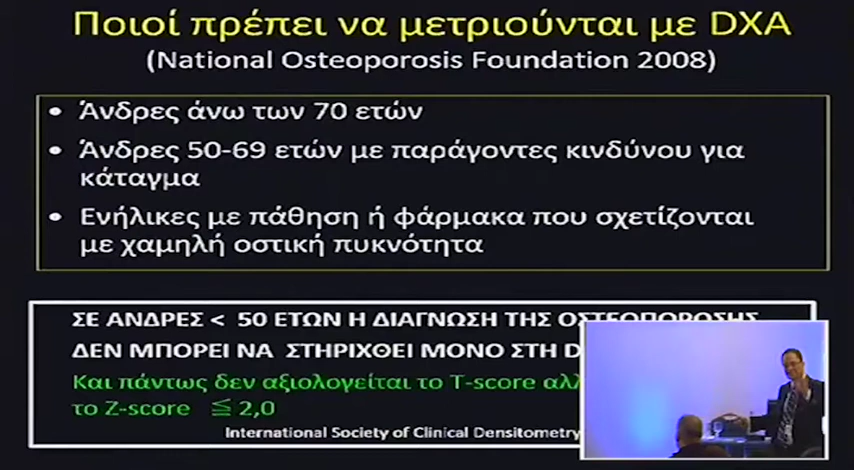 Ποιοί πρέπει να μετριούνται με DXA
(National Osteoporosis Foundation 2008)
• Άνδρες άνω των 70 ετών
• Άνδρες 50-69 ετών με παράγοντες κινδύνου για
κάταγμα
• Ενήλικες με πάθηση ή φάρμακα που σχετίζονται
με χαμηλή οστική πυκνότητα
ΣΕ ΑΝΔΡΕΣ < 50 ΕΤΩΝ Η ΔΙΑΓΝΩΣΗ ΤΗΣ ΟΣΤΕΟΠΟΡΩΣΗΣ
ΔΕΝ ΜΠΟΡΕΙ ΝΑ ΣΤΗΡΙΧΘΕΙ ΜΟΝΟ ΣΤΗ
Και πάντως δεν αξιολογείται το T-score
το Z-score ≦ 2,0
International Society of Clinical Densitometry